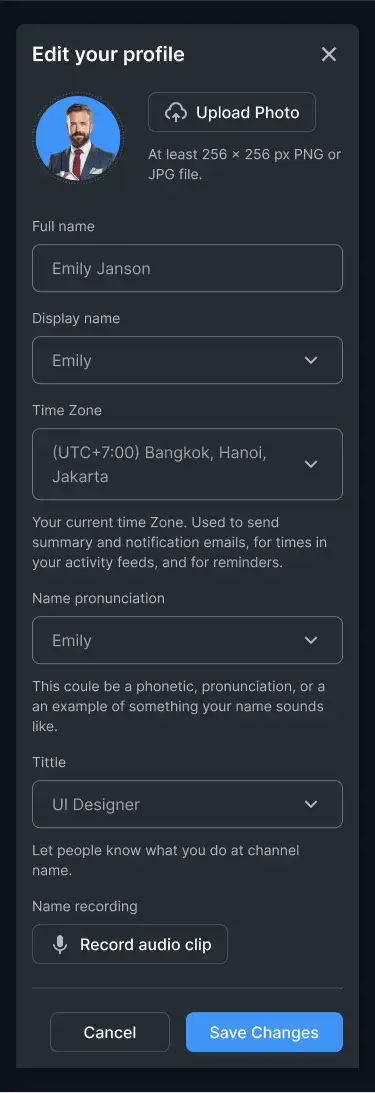 Edit your profile
Upload Photo
At least 256 × 256 px PNG or
JPG file.
Full name
Emily Janson
Display name
Emily
Time Zone
(UTC+7:00) Bangkok, Hanoi,
Jakarta
Your current time Zone. Used to send
summary and notification emails, for times in
your activity feeds, and for reminders.
Name pronunciation
Emily
This coule be a phonetic, pronunciation, or a
an example of something your name sounds
like.
Tittle
UI Designer
Let people know what you do at channel
name.
Name recording
Record audio clip
Cancel
Save Changes